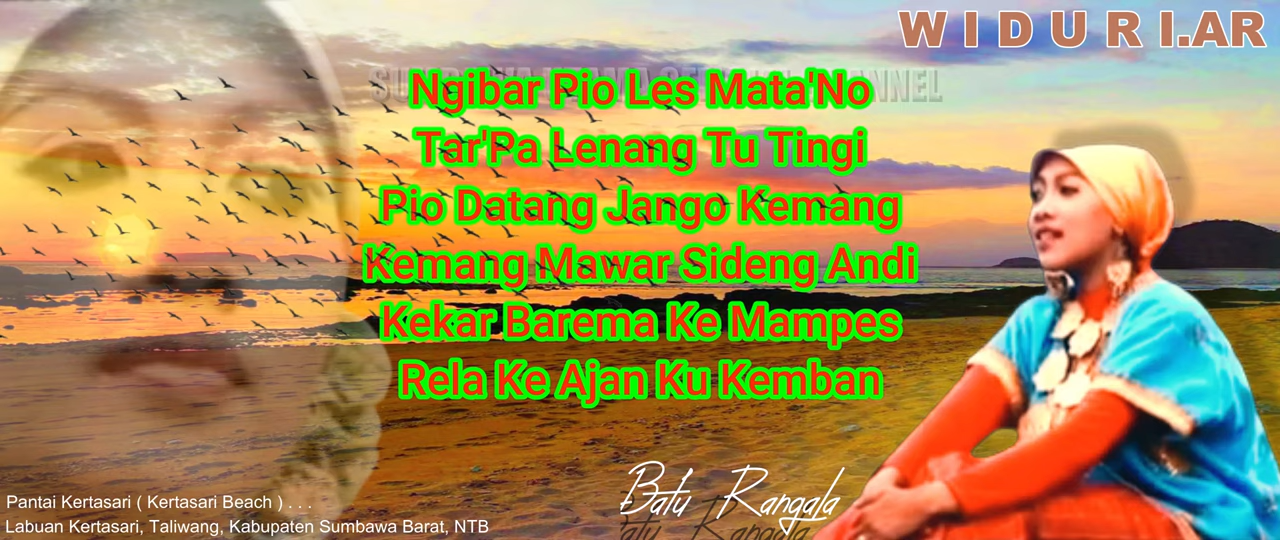 W I D U R I.AR
Ngibar Pio Les Mata'No
Tar'Pa Lenang Tu Tingi
Pio Datang Jango Kemang
Kemang Mawar Sideng Andi
Kekar Barema Ke Mampes
Rela Ke Ajan Ku Kemban
Batu Rangala
Pantai Kertasari ( Kertasari Beach ) . . .
Labuan Kertasari, Taliwang, Kabupaten Sumbawa Barat, NTB